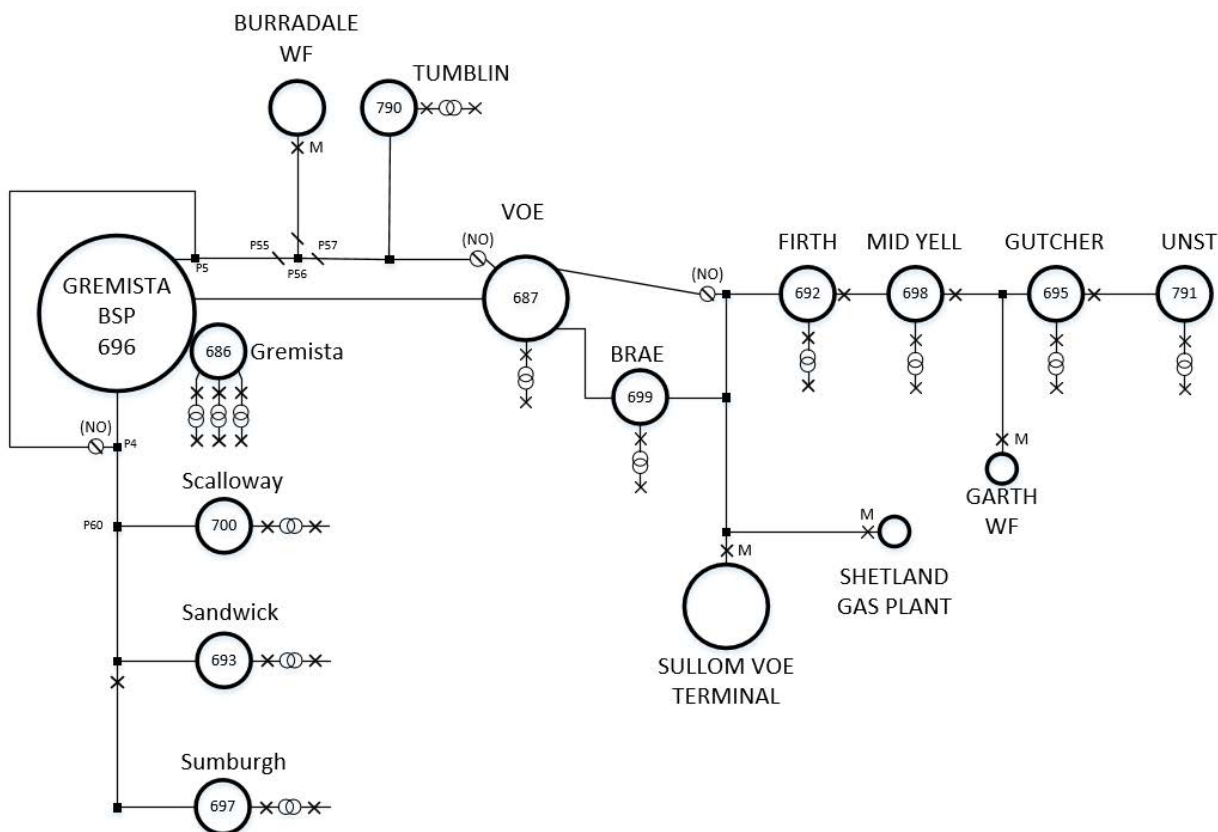 BURRADALE
WF
TUMBLIN
790
M
VOE
(NO)
P55
P57
P56
P5
GREMISTA
BSP
696
686
Gremista
687
(NO)
FIRTH
MID YELL
GUTCHER
UNST
692
698
695
791
BRAE
699
(NO)
P4
M
GARTH
WF
Scalloway
P60
700
M
SHETLAND
GAS PLANT
M
Sandwick
693
SULLOM VOE
TERMINAL
Sumburgh
697